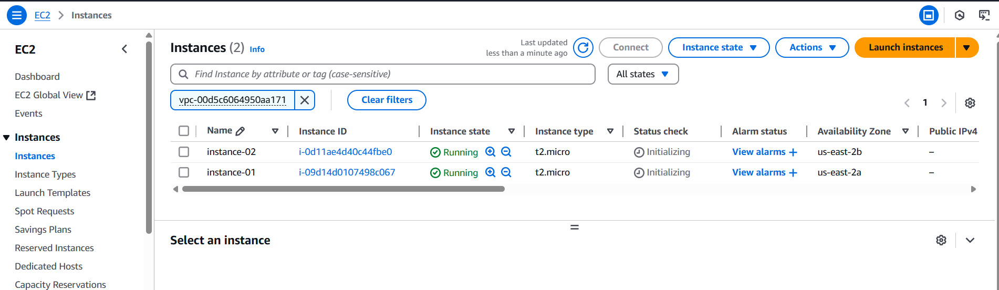 EC2 > Instances
EC2
Dashboard
EC2 Global View
Events
Instances
Instances
Instance Types
Launch Templates
Spot Requests
Savings Plans
Reserved Instances
Dedicated Hosts
Capacity Reservations
Instances (2) Info
Last updated
less than a minute ago
Connect
Instance state
Actions
Launch instances
Find Instance by attribute or tag (case-sensitive)
All states
vpc-00d5c6064950aa171
Clear filters
1
Name Instance ID Instance state Instance type Status check Alarm status Availability Zone Public IPv4
instance-02 i-0d11ae4d40c44fbe0 Running t2.micro Initializing View alarms + us-east-2b –
instance-01 i-09d14d0107498c067 Running t2.micro Initializing View alarms + us-east-2a –
Select an instance